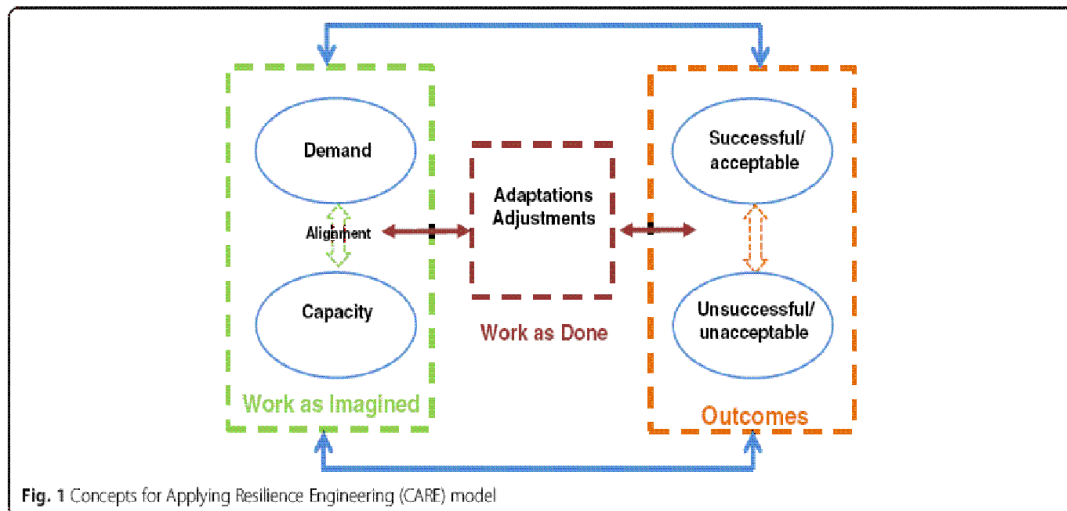 Demand
Alignment
Capacity
Work as Imagined
Adaptations
Adjustments
Work as Done
Successful/
acceptable
Unsuccessful/
unacceptable
Outcomes
Fig. 1 Concepts for Applying Resilience Engineering (CARE) model